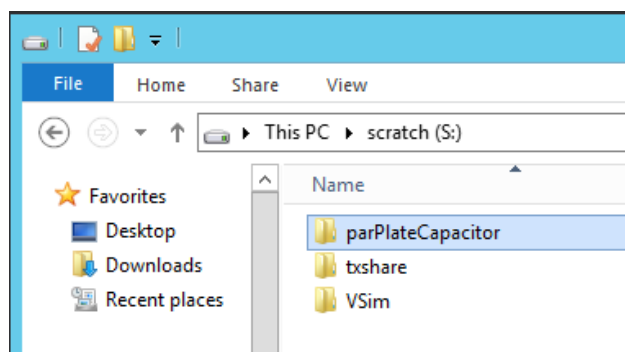 File Home Share View
This PC scratch (S:)
Favorites
Desktop
Downloads
Recent places
Name
parPlateCapacitor
txshare
VSim